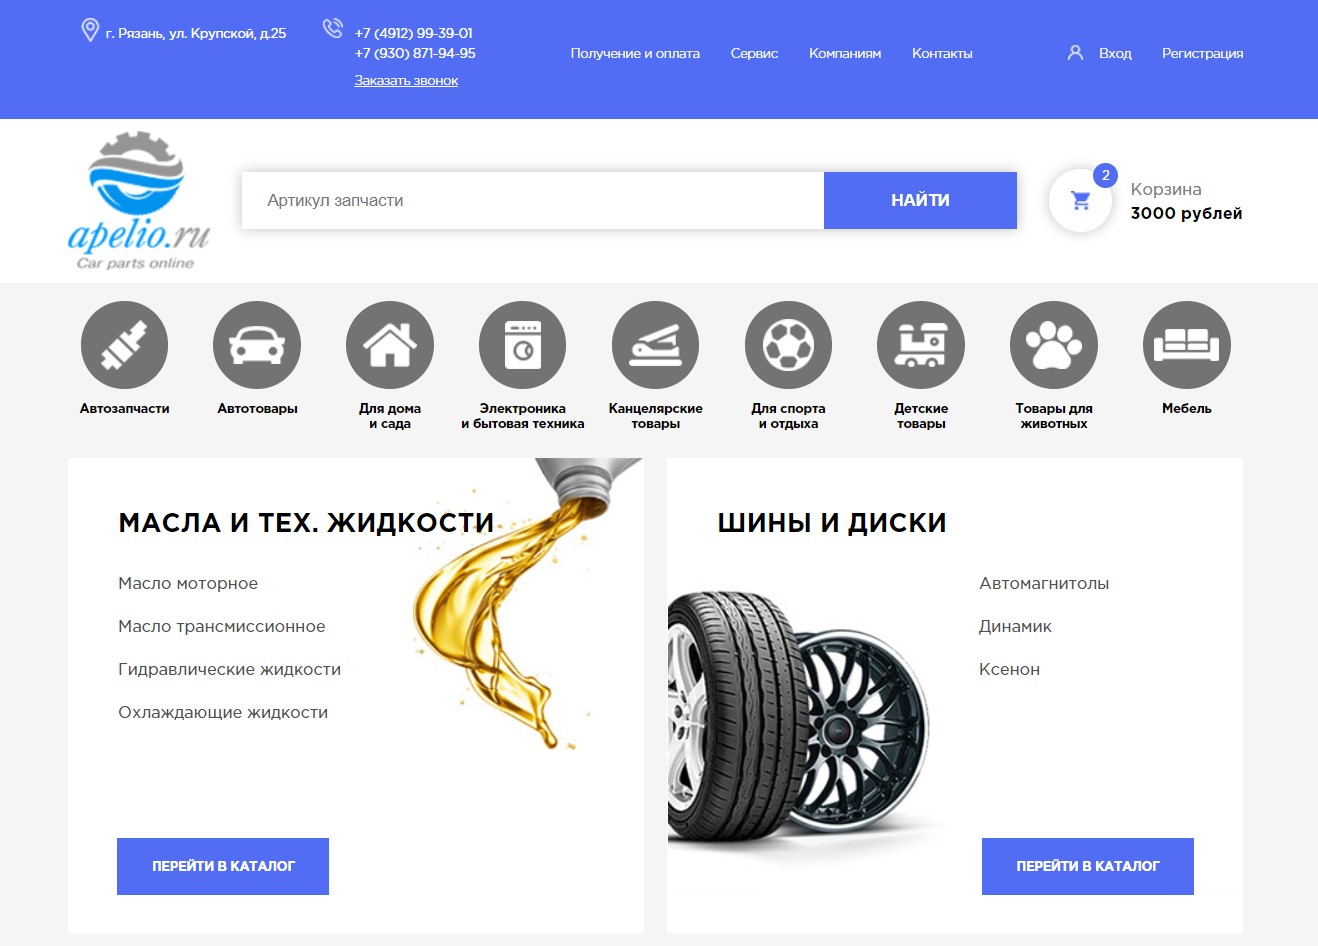 г. Рязань, ул. Крупской, д.25
+7 (4912) 99-39-01
+7 (930) 871-94-95
Заказать звонок
Получение и оплата
Сервис
Компаниям
Контакты
Вход
Регистрация
apelio.ru
Car parts online
Артикул запчасти
НАЙТИ
2
Корзина
3000 рублей
Автозапчасти
Автотовары
Для дома
и сада
Электроника
и бытовая техника
Канцелярские
товары
Для спорта
и отдыха
Детские
товары
Товары для
животных
Мебель
МАСЛА И ТЕХ. ЖИДКОСТИ
Масло моторное
Масло трансмиссионное
Гидравлические жидкости
Охлаждающие жидкости
ПЕРЕЙТИ В КАТАЛОГ
ШИНЫ И ДИСКИ
Автомагнитолы
Динамик
Ксенон
ПЕРЕЙТИ В КАТАЛОГ